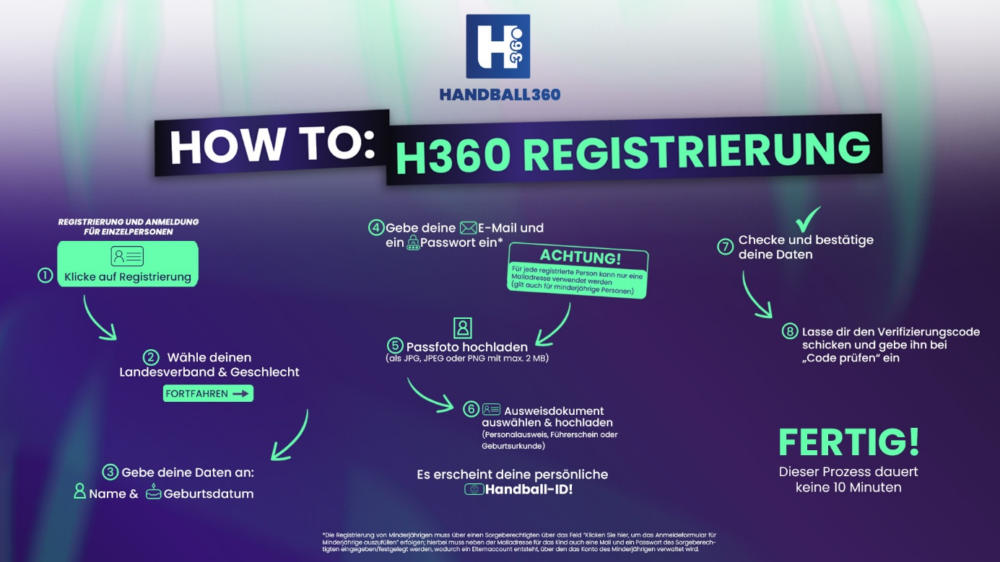 H360
HANDBALL360
HOW TO: H360 REGISTRIERUNG
REGISTRIERUNG UND ANMELDUNG
FÜR EINZELPERSONEN
1 Klicke auf Registrierung
2 Wähle deinen
Landesverband & Geschlecht
FORTFAHREN
3 Gebe deine Daten an:
Name & Geburtsdatum
4 Gebe deine E-Mail und
ein Passwort ein*
ACHTUNG!
Für jede registrierte Person kann nur eine
Mailadresse verwendet werden
(gilt auch für minderjährige Personen)
5 Passfoto hochladen
(als JPG, JPEG oder PNG mit max. 2 MB)
6 Ausweisdokument
auswählen & hochladen
(Personalausweis, Führerschein oder
Geburtsurkunde)
Es erscheint deine persönliche
Handball-ID!
7 Checke und bestätige
deine Daten
8 Lasse dir den Verifizierungscode
schicken und gebe ihn bei
„Code prüfen“ ein
FERTIG!
Dieser Prozess dauert
keine 10 Minuten
*Die Registrierung von Minderjährigen muss über einen Sorgeberechtigten über das Feld "Klicken Sie hier, um das Anmeldeformular für
Minderjährige auszufüllen" erfolgen; hierbei muss neben der Mailadresse für das Kind auch eine Mail und ein Passwort des Sorgeberech-
tigten eingegeben/festgelegt werden, wodurch ein Elternaccount entsteht, über den das Konto des Minderjährigen verwaltet wird.